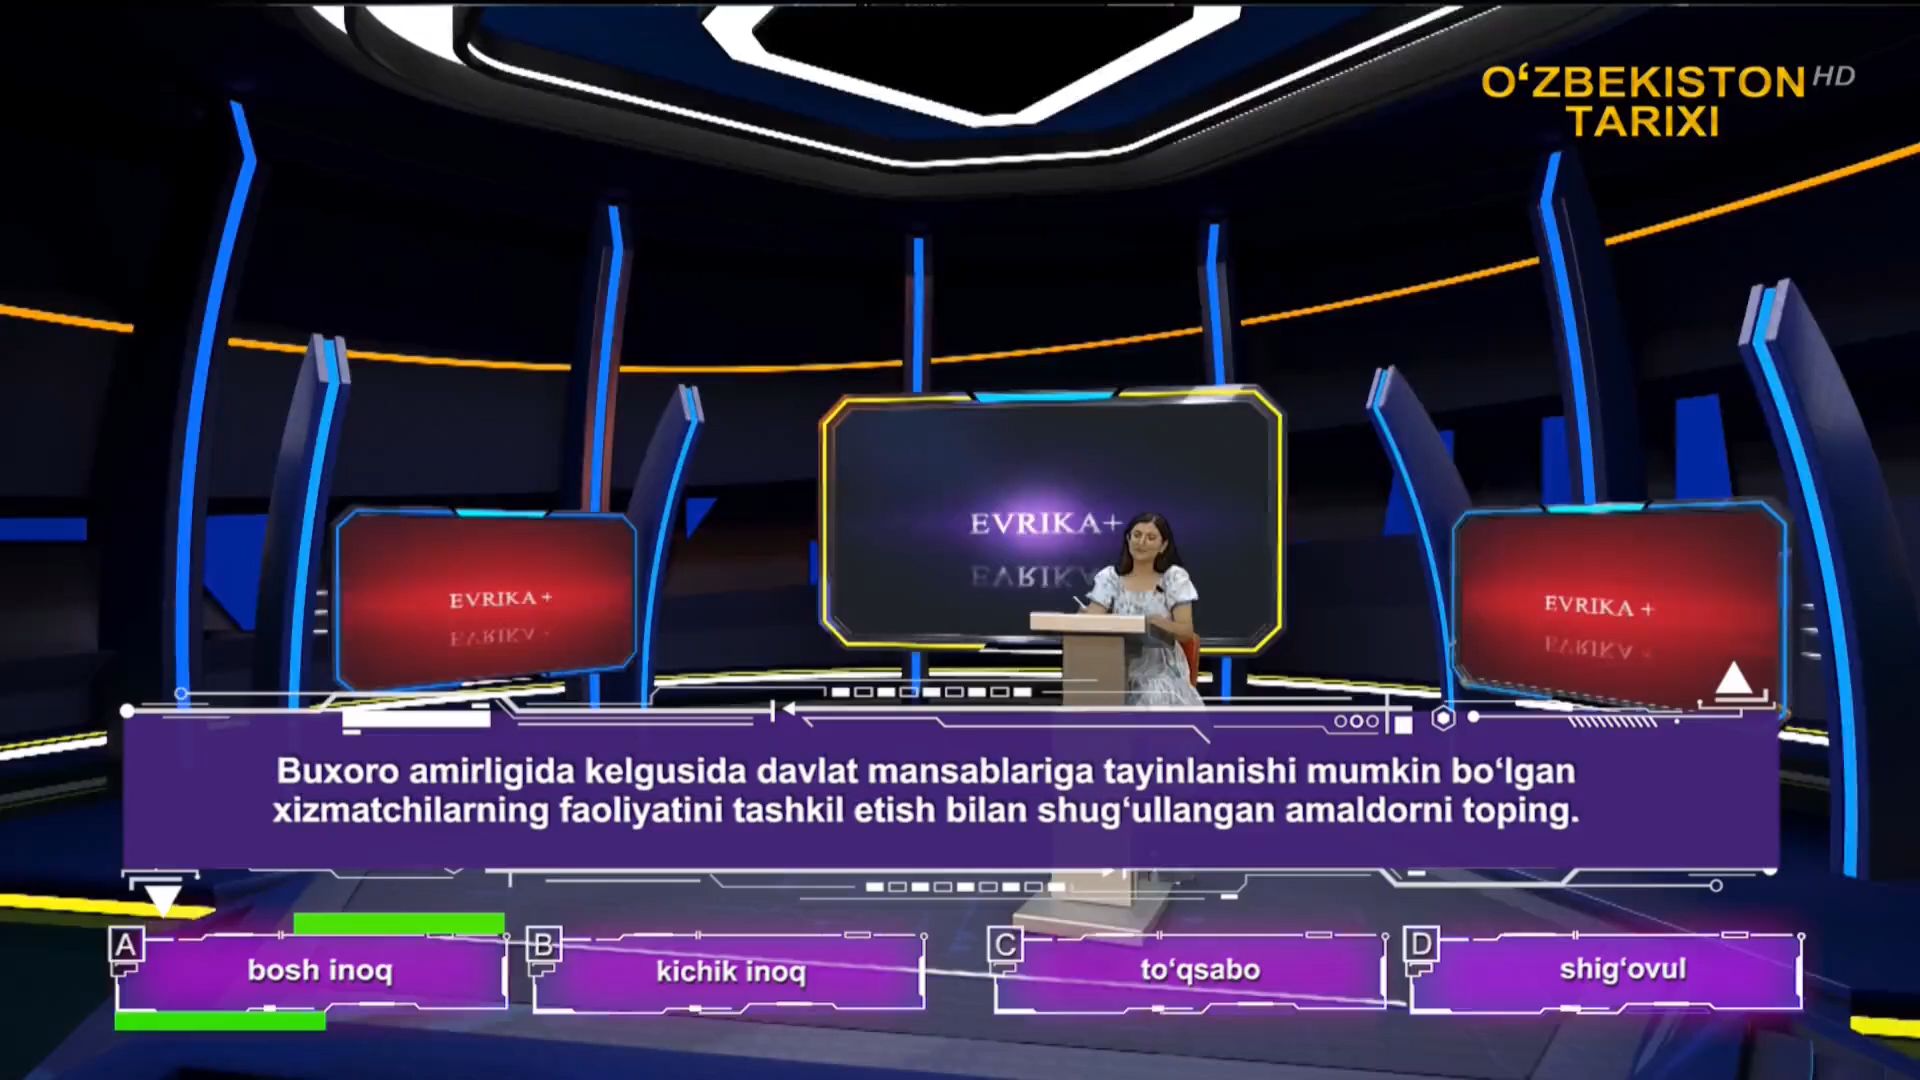 O‘ZBEKISTON HD
TARIXI
EVRIKA+
EVRIKA +
EVRIKA +
Buxoro amirligida kelgusida davlat mansablariga tayinlanishi mumkin bo‘lgan
xizmatchilarning faoliyatini tashkil etish bilan shug‘ullangan amaldorni toping.
A bosh inoq
B kichik inoq
C to‘qsabo
D shig‘ovul